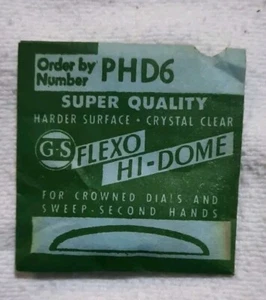 Order by
Number PHD6
SUPER QUALITY
HARDER SURFACE • CRYSTAL CLEAR
G-S FLEXO
HI-DOME
FOR CROWNED DIALS AND
SWEEP-SECOND HANDS